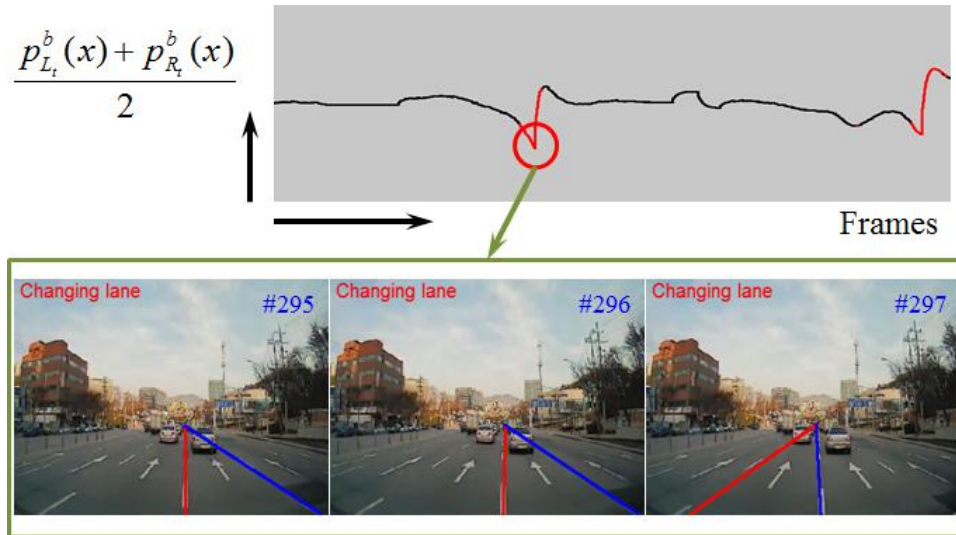 p^b_{L_t}(x) + p^b_{R_t}(x)
2
Frames
Changing lane
#295
Changing lane
#296
Changing lane
#297